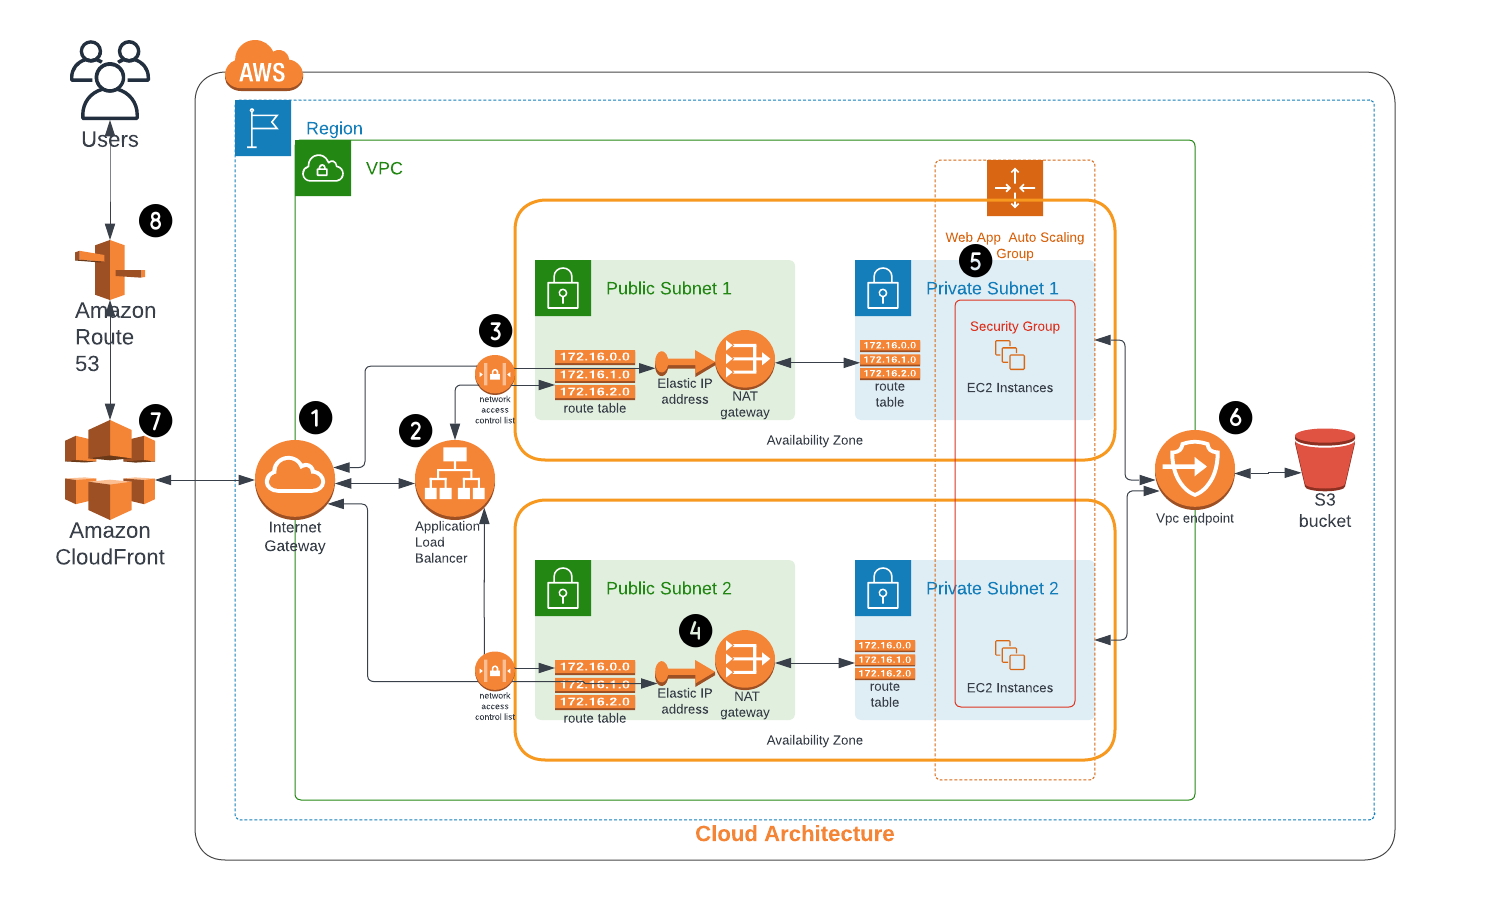 AWS
Users
Region
VPC
8
Web App Auto Scaling
Group
5
Public Subnet 1
Private Subnet 1
Amazon
Route
53
3
Security Group
172.16.0.0
172.16.1.0
172.16.2.0
route table
Elastic IP
address
NAT
gateway
172.16.0.0
172.16.1.0
172.16.2.0
route
table
EC2 Instances
network
access
control list
7
1
2
6
Availability Zone
Amazon
CloudFront
Internet
Gateway
Application
Load
Balancer
Vpc endpoint
S3
bucket
Public Subnet 2
Private Subnet 2
4
172.16.0.0
172.16.1.0
172.16.2.0
route table
Elastic IP
address
NAT
gateway
172.16.0.0
172.16.1.0
172.16.2.0
route
table
EC2 Instances
network
access
control list
Availability Zone
Cloud Architecture